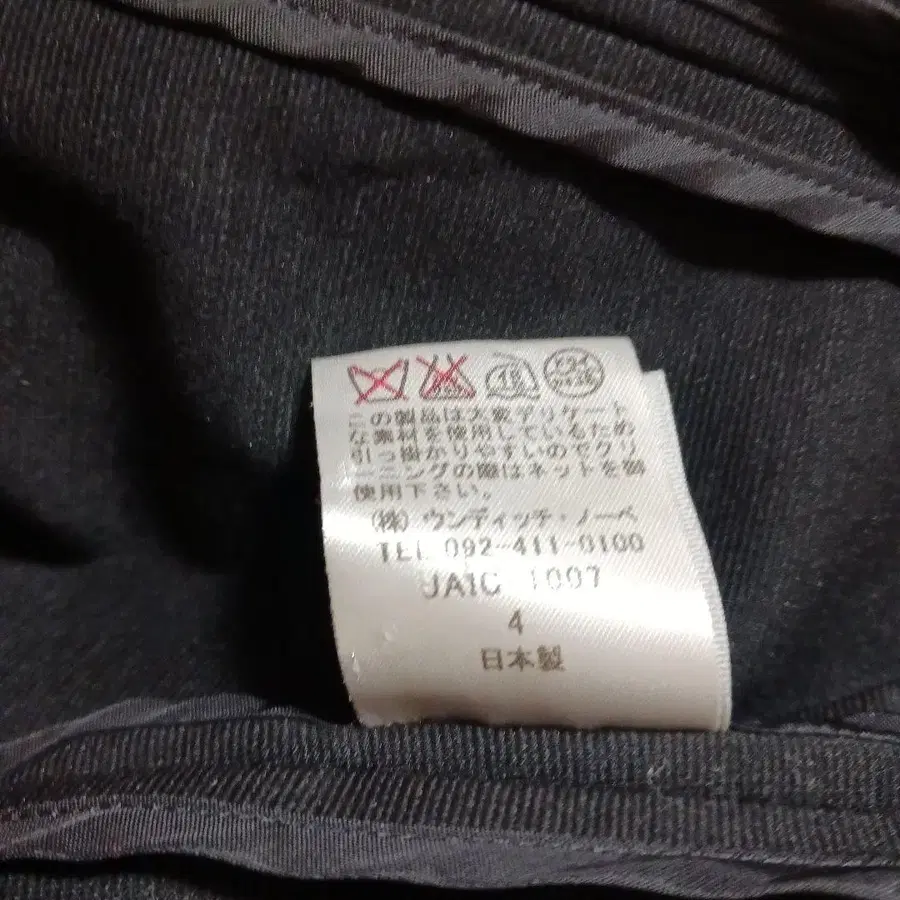 この製品は大変デリケート
な素材を使用しているため
引っ掛かりやすいのでクリ
ーニングの際はネットを御
使用下さい。
(株) ウンディッチ・ノーベ
TEL 092-411-0100
UAIC 1007
4
日本製